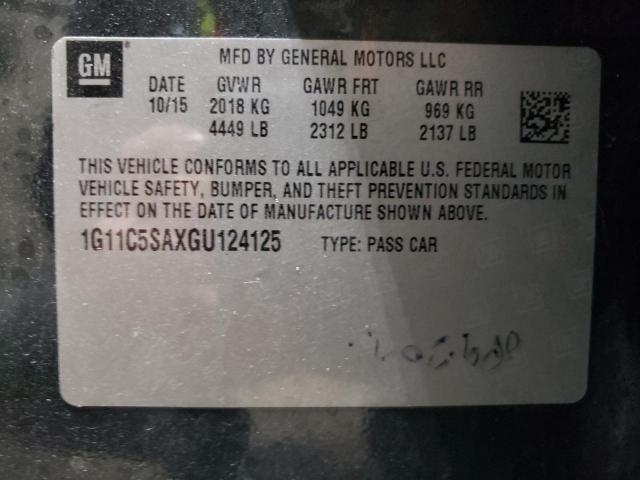 GM
MFD BY GENERAL MOTORS LLC
DATE GVWR GAWR FRT GAWR RR
10/15 2018 KG 1049 KG 969 KG
4449 LB 2312 LB 2137 LB
THIS VEHICLE CONFORMS TO ALL APPLICABLE U.S. FEDERAL MOTOR
VEHICLE SAFETY, BUMPER, AND THEFT PREVENTION STANDARDS IN
EFFECT ON THE DATE OF MANUFACTURE SHOWN ABOVE.
1G11C5SAXGU124125 TYPE: PASS CAR